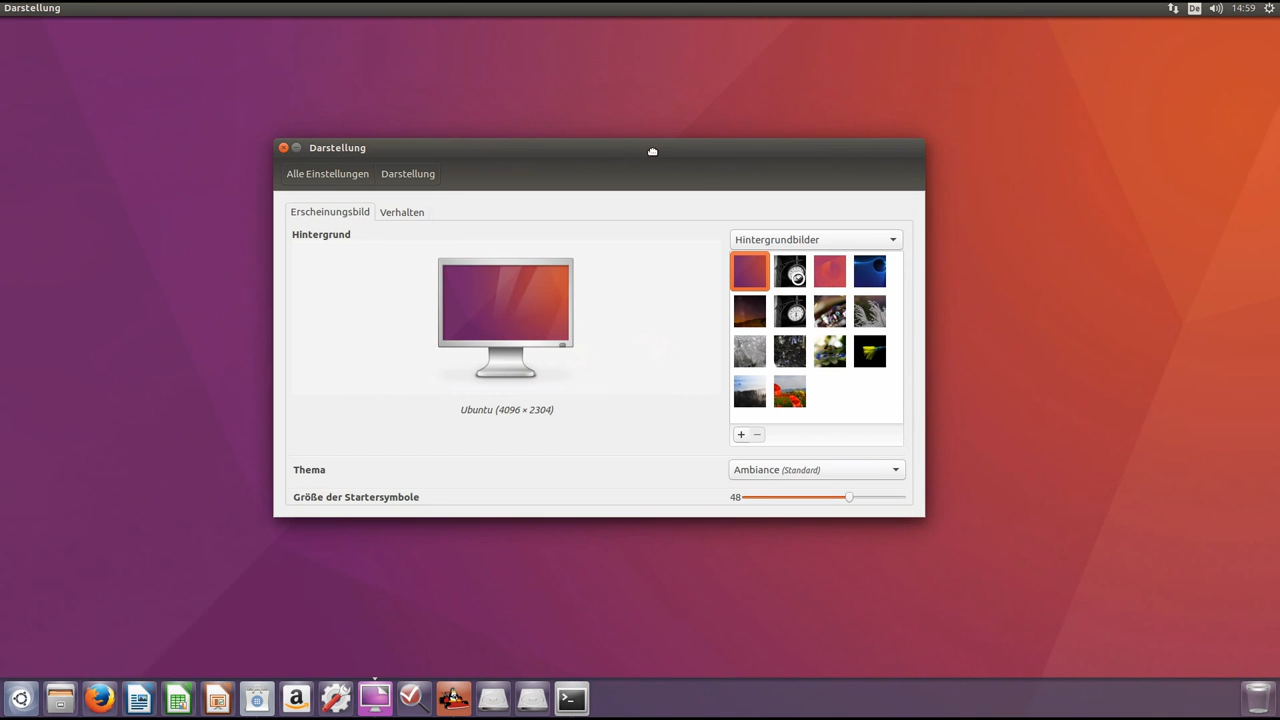 Darstellung
De
14:59
Darstellung
Alle Einstellungen Darstellung
Erscheinungsbild Verhalten
Hintergrund
Hintergrundbilder
Ubuntu (4096 × 2304)
Thema
Ambiance (Standard)
Größe der Startersymbole
48